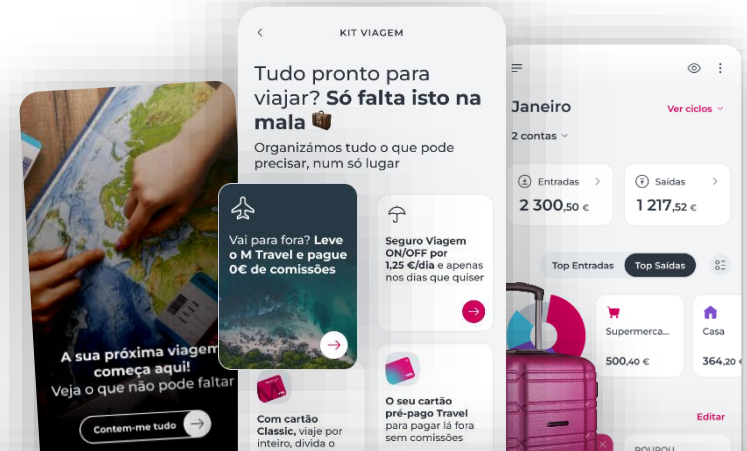 A sua próxima viagem
começa aqui!
Veja o que não pode faltar
Contem-me tudo
KIT VIAGEM
Tudo pronto para
viajar? Só falta isto na
mala
Organizámos tudo o que pode
precisar, num só lugar
Vai para fora? Leve
o M Travel e pague
0€ de comissões
Seguro Viagem
ON/OFF por
1,25 €/dia e apenas
nos dias que quiser
Com cartão
Classic, viaje por
inteiro, divida o
O seu cartão
pré-pago Travel
para pagar lá fora
sem comissões
Janeiro
Ver ciclos
2 contas
Entradas
2 300,50 €
Saídas
1 217,52 €
Top Entradas
Top Saídas
Supermerca...
500,40 €
Casa
364,20 €
Editar
POUPOU